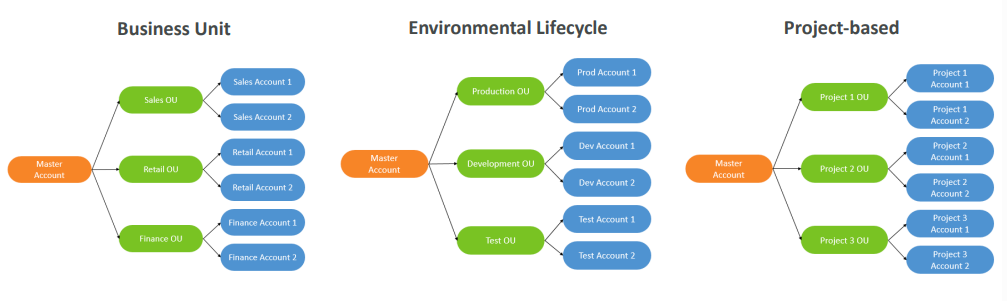 Business Unit
Master
Account
Sales OU
Sales Account 1
Sales Account 2
Retail OU
Retail Account 1
Retail Account 2
Finance OU
Finance Account 1
Finance Account 2
Environmental Lifecycle
Master
Account
Production OU
Prod Account 1
Prod Account 2
Development OU
Dev Account 1
Dev Account 2
Test OU
Test Account 1
Test Account 2
Project-based
Master
Account
Project 1 OU
Project 1
Account 1
Project 1
Account 2
Project 2 OU
Project 2
Account 1
Project 2
Account 2
Project 3 OU
Project 3
Account 1
Project 3
Account 2